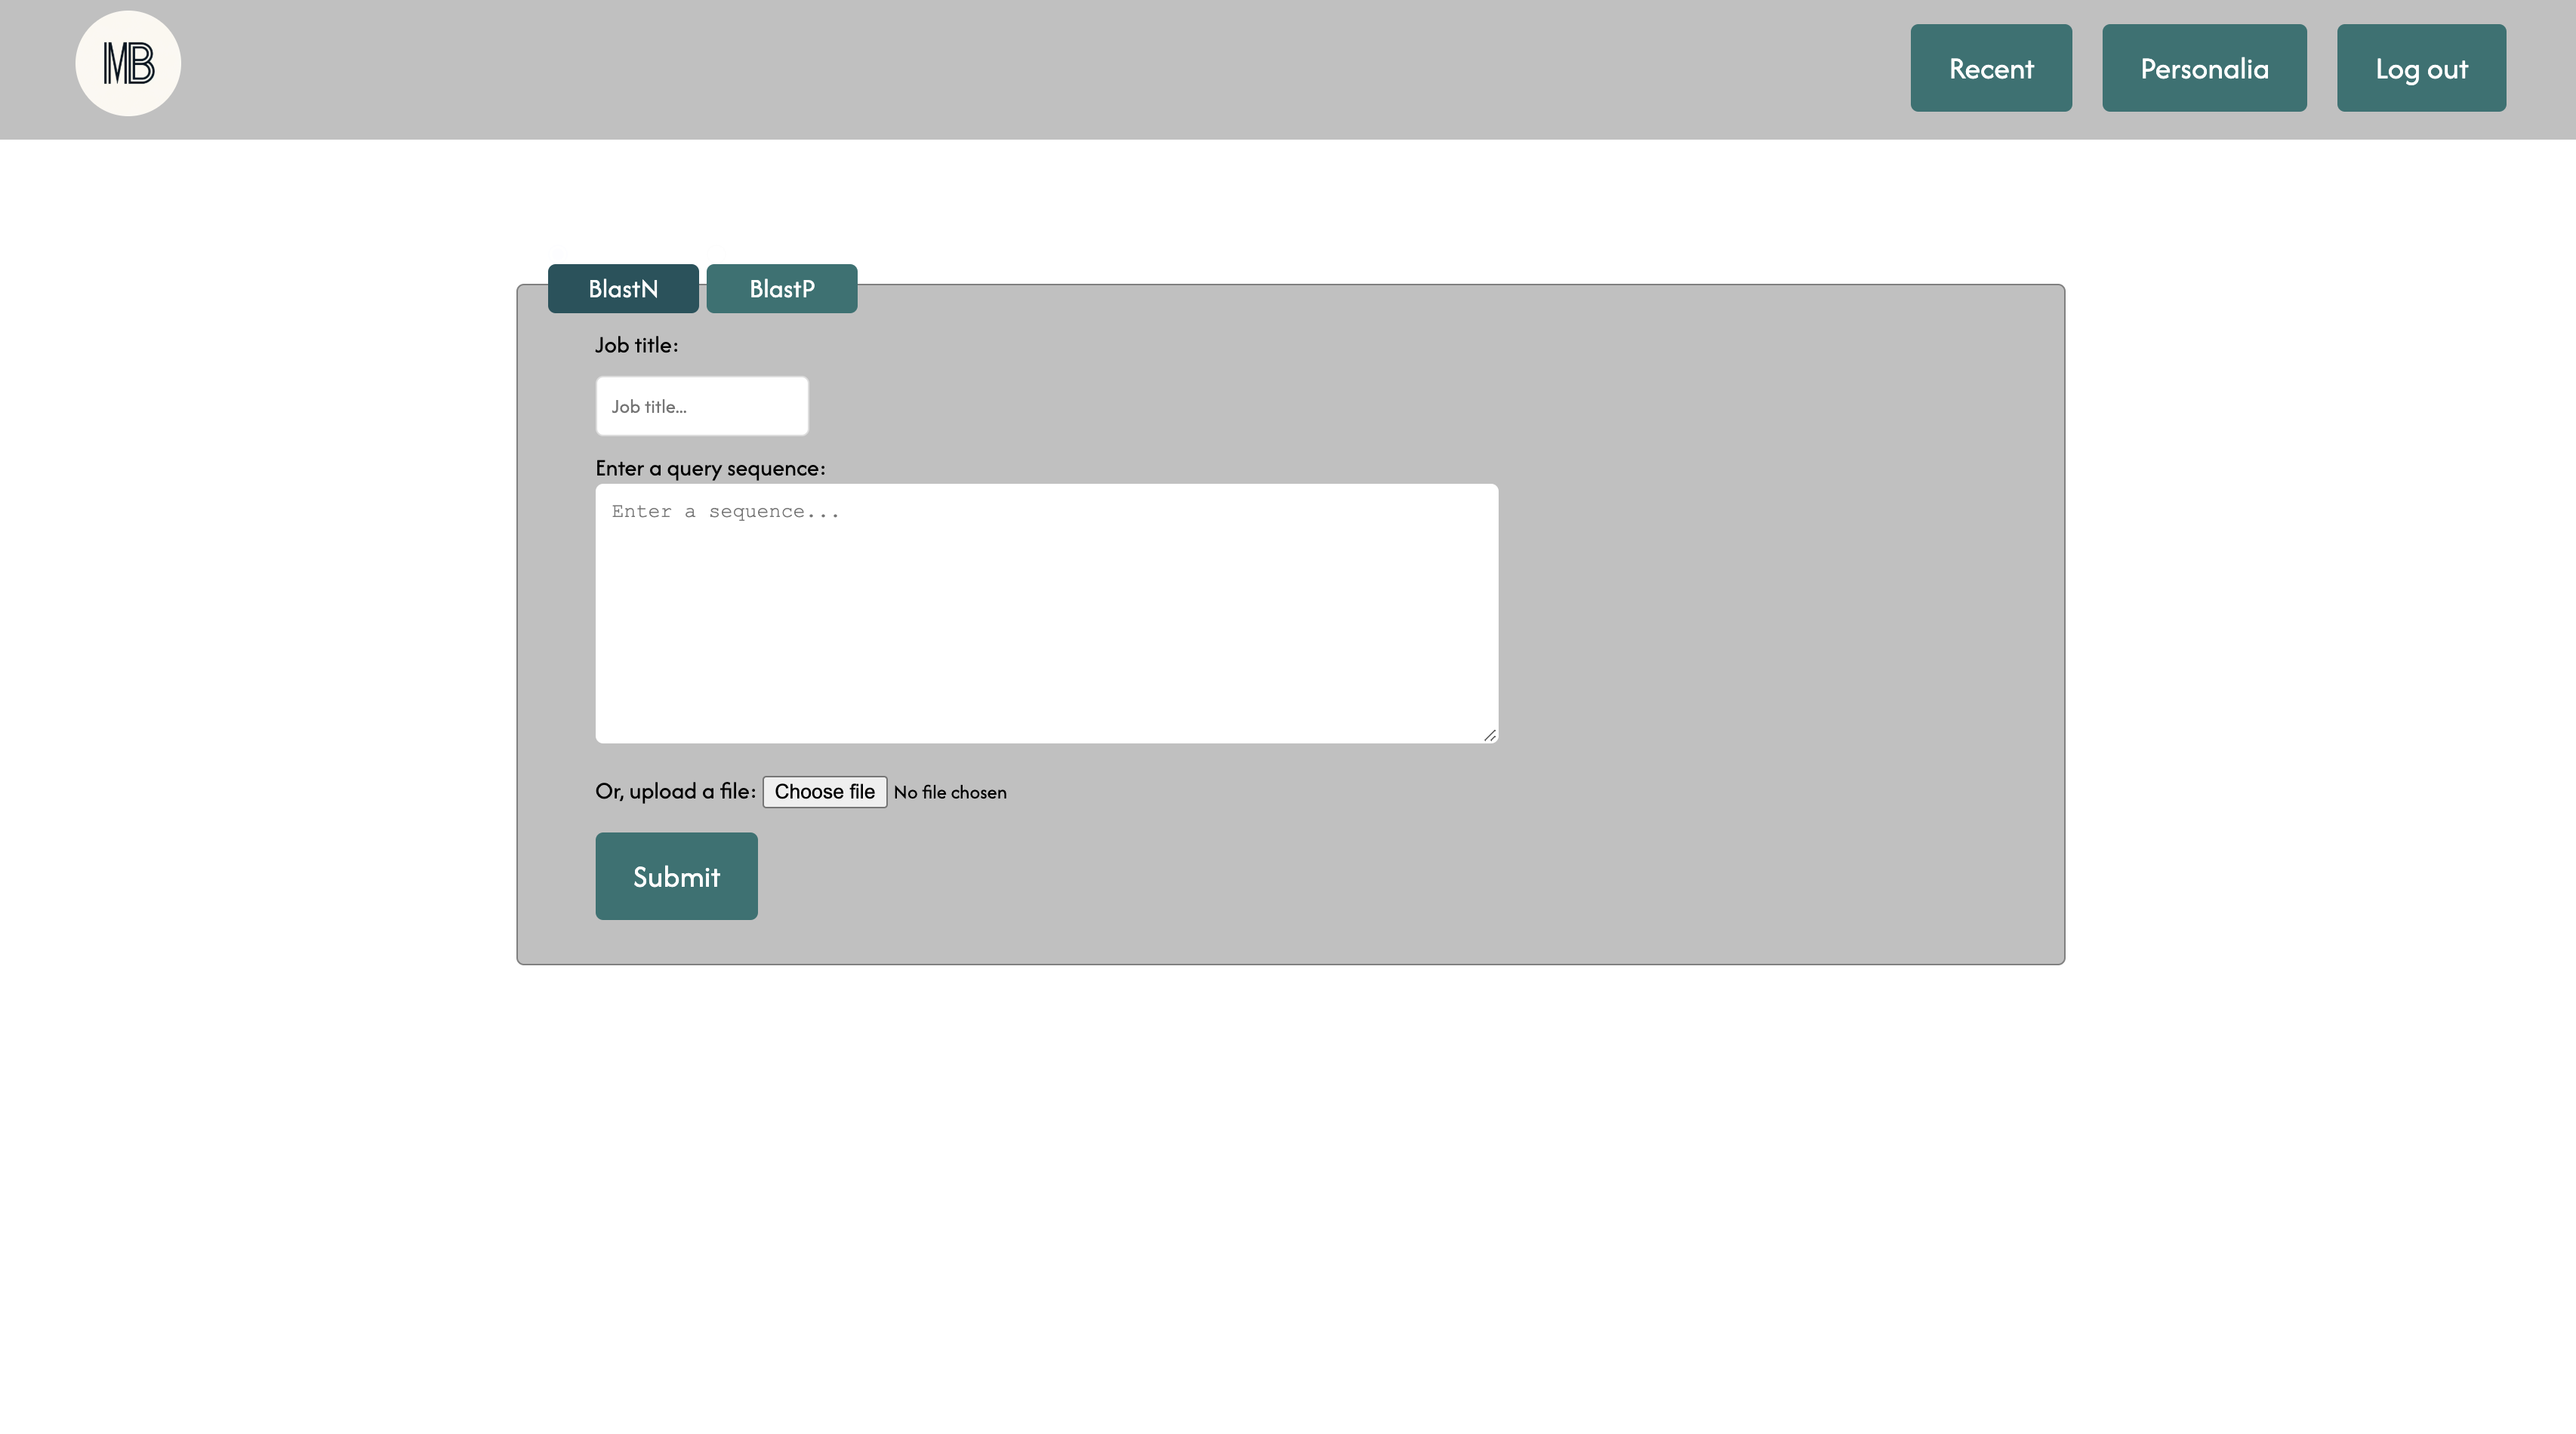 MB
Recent Personalia Log out
BlastN BlastP
Job title:
Job title...
Enter a query sequence:
Enter a sequence...
Or, upload a file: Choose file No file chosen
Submit